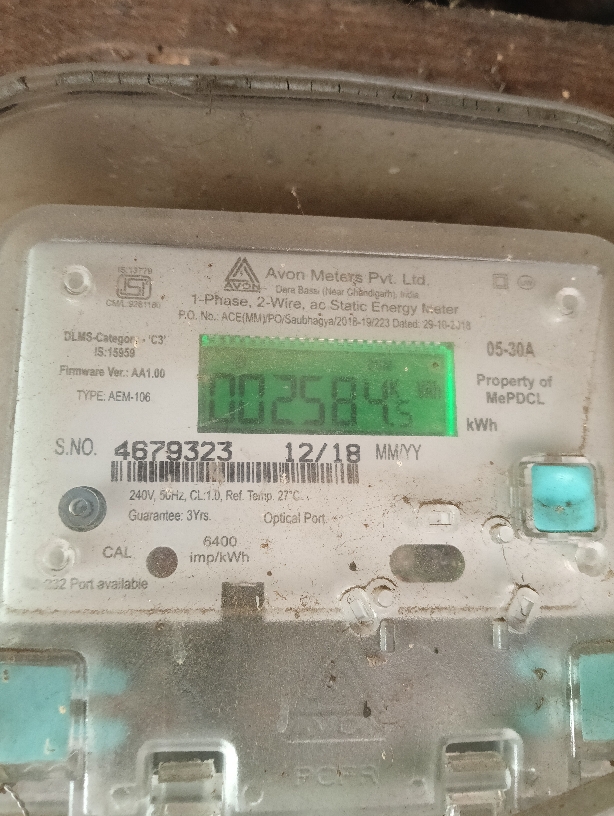 IS:13779
ISI
AVON
Avon Meters Pvt. Ltd.
Dera Bassi (Near Chandigarh), India
1-Phase, 2-Wire, ac Static Energy Meter
P.O. No.: ACE(MM)/PO/Saubhagya/2018-19/223 Dated: 29-10-2018
DLMS-Category - 'C3'
IS:15959
Firmware Ver.: AA1.00
TYPE: AEM-106
002584
kWh
05-30A
Property of
MePDCL
kWh
S.NO. 4679323 12/18 MM/YY
240V, 50Hz, CL:1.0, Ref. Temp. 27°C
Guarantee: 3Yrs. Optical Port
CAL 6400
imp/kWh
232 Port available